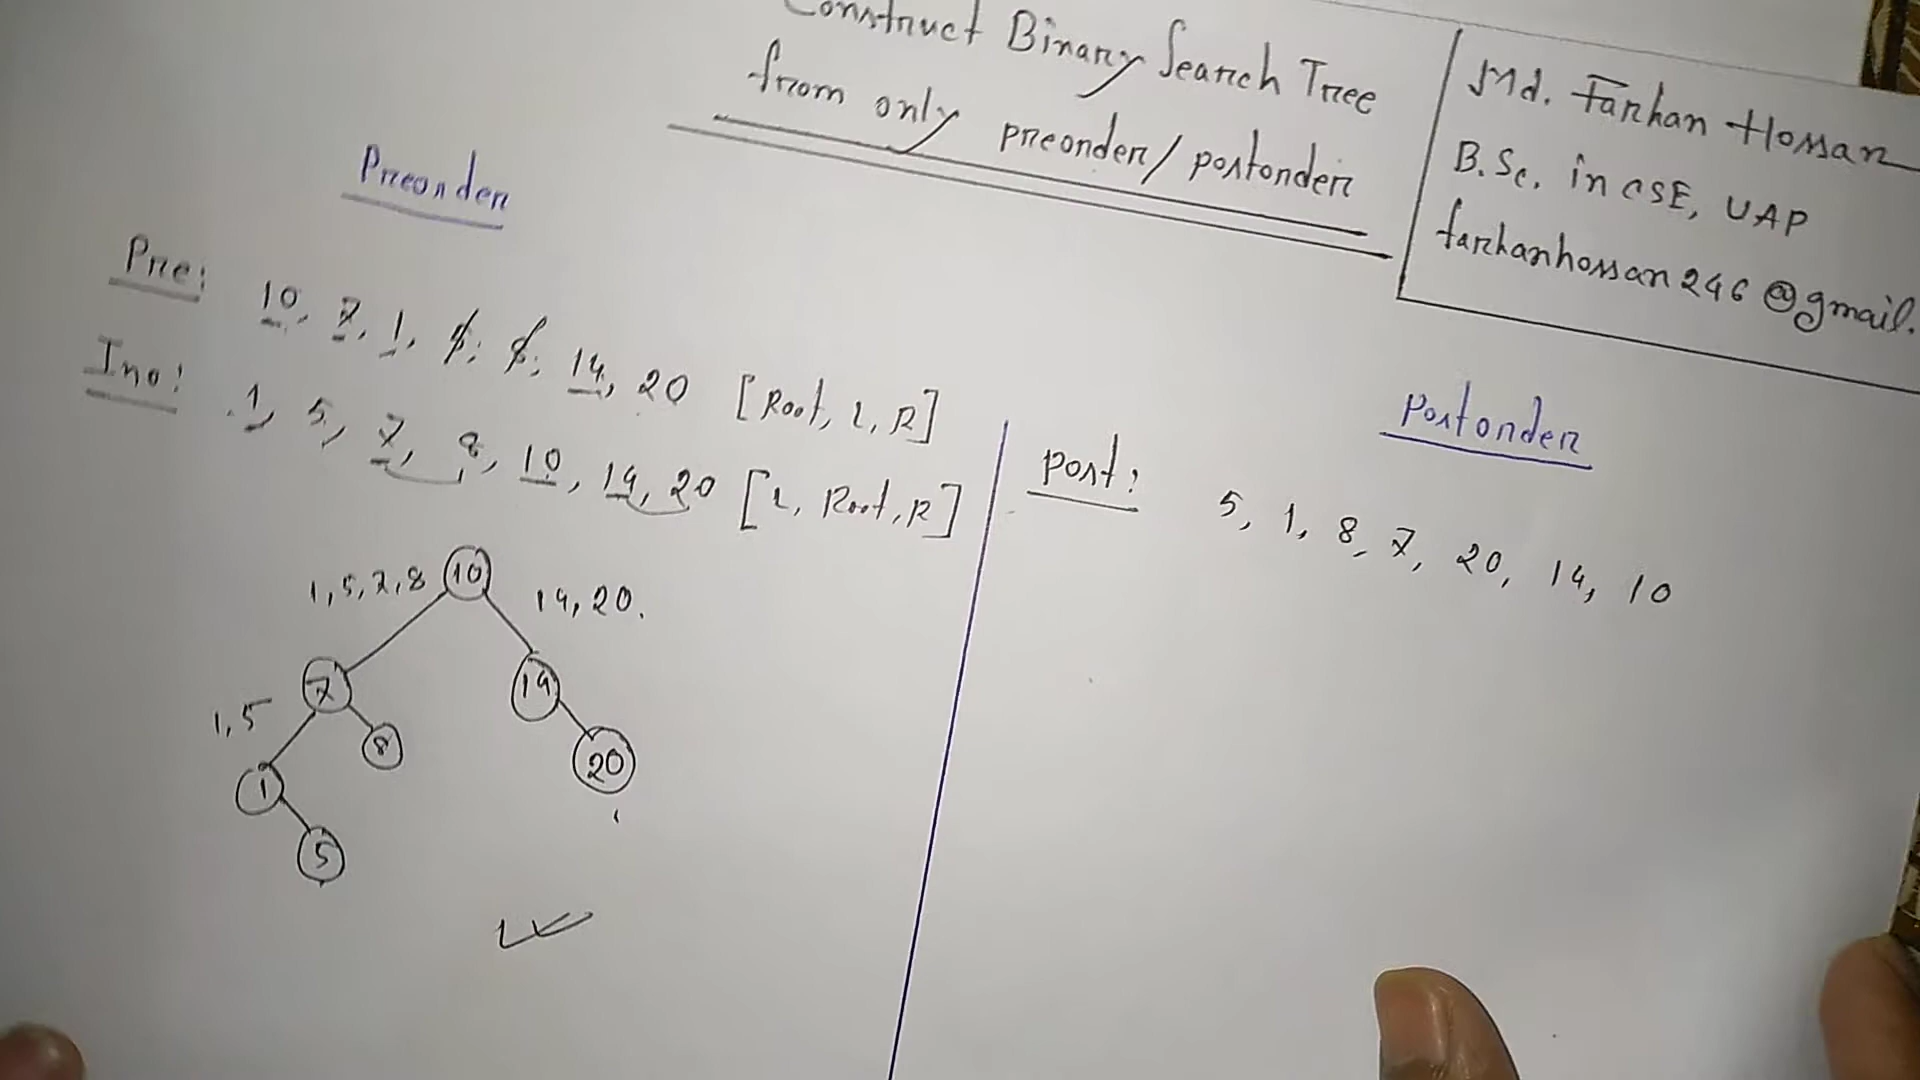 Construct Binary Search Tree
from only preorder/postorder
Md. Farhan Hossan
B.Sc. in CSE, UAP
farhanhossan246@gmail.
Preorder
Pre: 10, 7, 1, 5, 8, 14, 20 [Root, L, R]
Ino: 1, 5, 7, 8, 10, 14, 20 [L, Root, R]
1, 5, 7, 8 10 14, 20.
7 14
1, 5 8 20
1
5
Postorder
Post: 5, 1, 8, 7, 20, 14, 10